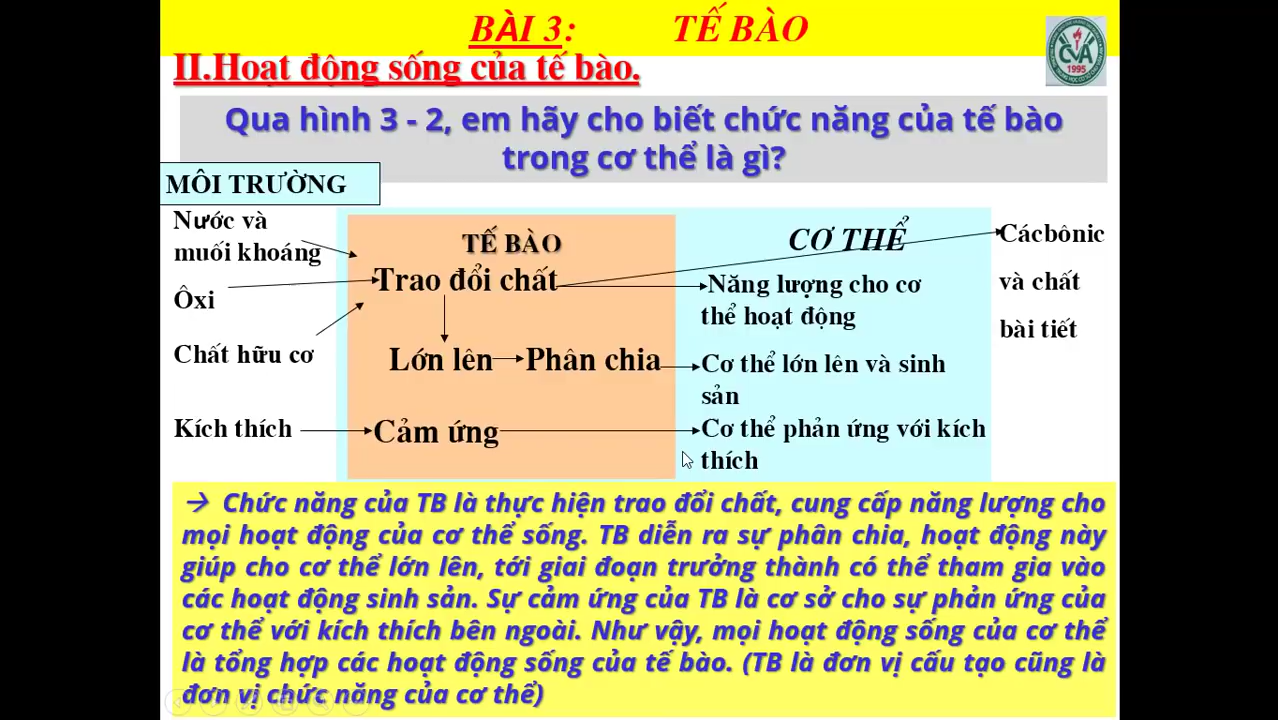 BÀI 3: TẾ BÀO
II.Hoạt động sống của tế bào.
CVA
1995
Qua hình 3 - 2, em hãy cho biết chức năng của tế bào
trong cơ thể là gì?
MÔI TRƯỜNG
Nước và
muối khoáng
Ôxi
Chất hữu cơ
Kích thích
TẾ BÀO
Trao đổi chất
Lớn lên
Phân chia
Cảm ứng
CƠ THỂ
Năng lượng cho cơ
thể hoạt động
Cơ thể lớn lên và sinh
sản
Cơ thể phản ứng với kích
thích
Cácbônic
và chất
bài tiết
→ Chức năng của TB là thực hiện trao đổi chất, cung cấp năng lượng cho
mọi hoạt động của cơ thể sống. TB diễn ra sự phân chia, hoạt động này
giúp cho cơ thể lớn lên, tới giai đoạn trưởng thành có thể tham gia vào
các hoạt động sinh sản. Sự cảm ứng của TB là cơ sở cho sự phản ứng của
cơ thể với kích thích bên ngoài. Như vậy, mọi hoạt động sống của cơ thể
là tổng hợp các hoạt động sống của tế bào. (TB là đơn vị cấu tạo cũng là
đơn vị chức năng của cơ thể)